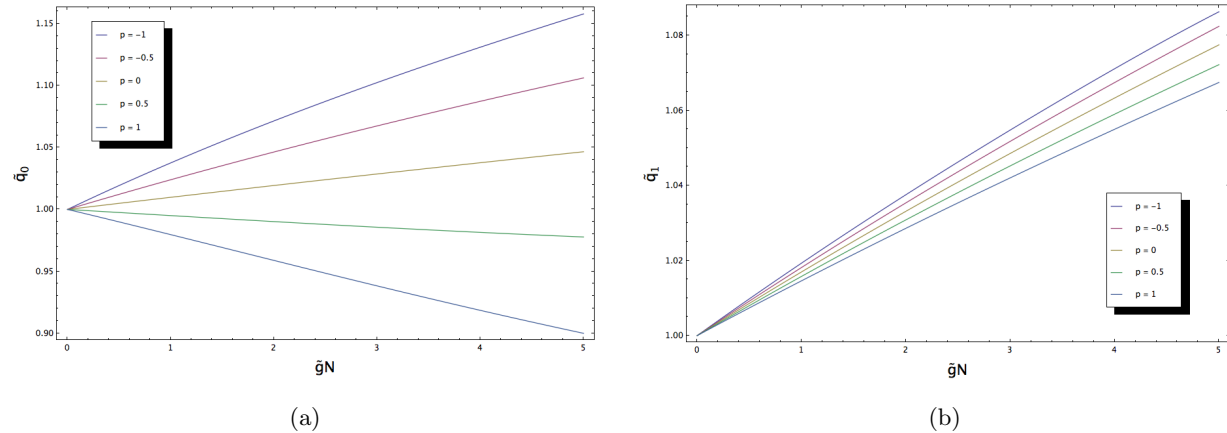 1.15
1.10
1.05
1.00
0.95
0.90
q̃₀
p = −1
p = −0.5
p = 0
p = 0.5
p = 1
0 1 2 3 4 5
g̃N
(a)
1.08
1.06
1.04
1.02
1.00
q̃₁
p = −1
p = −0.5
p = 0
p = 0.5
p = 1
0 1 2 3 4 5
g̃N
(b)